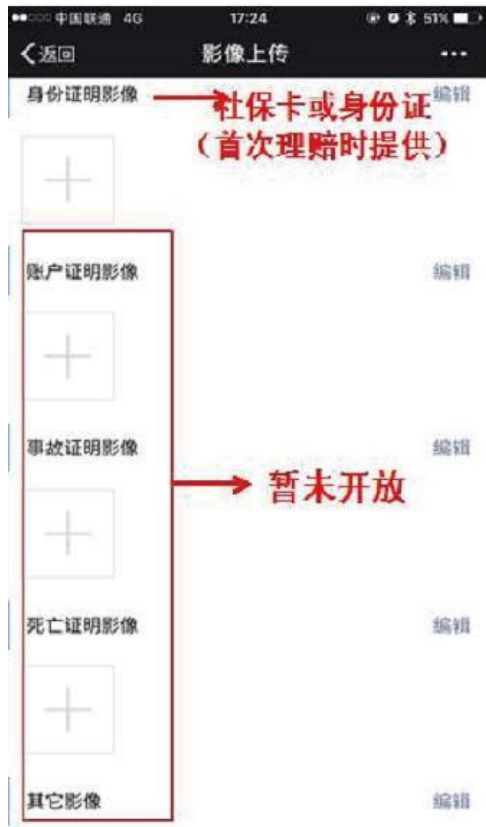 中国联通 4G 17:24 51%
返回 影像上传
身份证明影像 编辑
社保卡或身份证
（首次理赔时提供）
账户证明影像 编辑
事故证明影像 编辑
暂未开放
死亡证明影像 编辑
其它影像 编辑